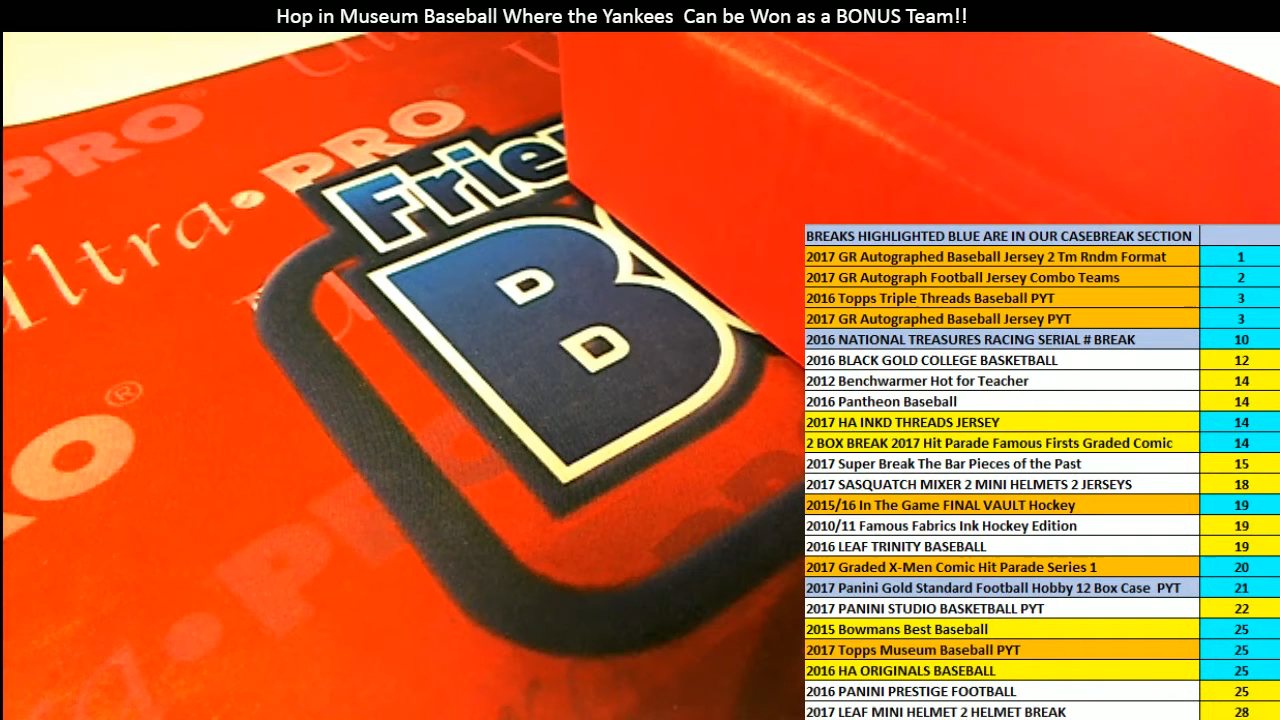 Hop in Museum Baseball Where the Yankees  Can be Won as a BONUS Team!!
Ultra
PRO®
PRO
Ultra•PRO
Frie
B
PRO®
BREAKS HIGHLIGHTED BLUE ARE IN OUR CASEBREAK SECTION
2017 GR Autographed Baseball Jersey 2 Tm Rndm Format 1
2017 GR Autograph Football Jersey Combo Teams 2
2016 Topps Triple Threads Baseball PYT 3
2017 GR Autographed Baseball Jersey PYT 3
2016 NATIONAL TREASURES RACING SERIAL # BREAK 10
2016 BLACK GOLD COLLEGE BASKETBALL 12
2012 Benchwarmer Hot for Teacher 14
2016 Pantheon Baseball 14
2017 HA INKD THREADS JERSEY 14
2 BOX BREAK 2017 Hit Parade Famous Firsts Graded Comic 14
2017 Super Break The Bar Pieces of the Past 15
2017 SASQUATCH MIXER 2 MINI HELMETS 2 JERSEYS 18
2015/16 In The Game FINAL VAULT Hockey 19
2010/11 Famous Fabrics Ink Hockey Edition 19
2016 LEAF TRINITY BASEBALL 19
2017 Graded X-Men Comic Hit Parade Series 1 20
2017 Panini Gold Standard Football Hobby 12 Box Case  PYT 21
2017 PANINI STUDIO BASKETBALL PYT 22
2015 Bowmans Best Baseball 25
2017 Topps Museum Baseball PYT 25
2016 HA ORIGINALS BASEBALL 25
2016 PANINI PRESTIGE FOOTBALL 25
2017 LEAF MINI HELMET 2 HELMET BREAK 28